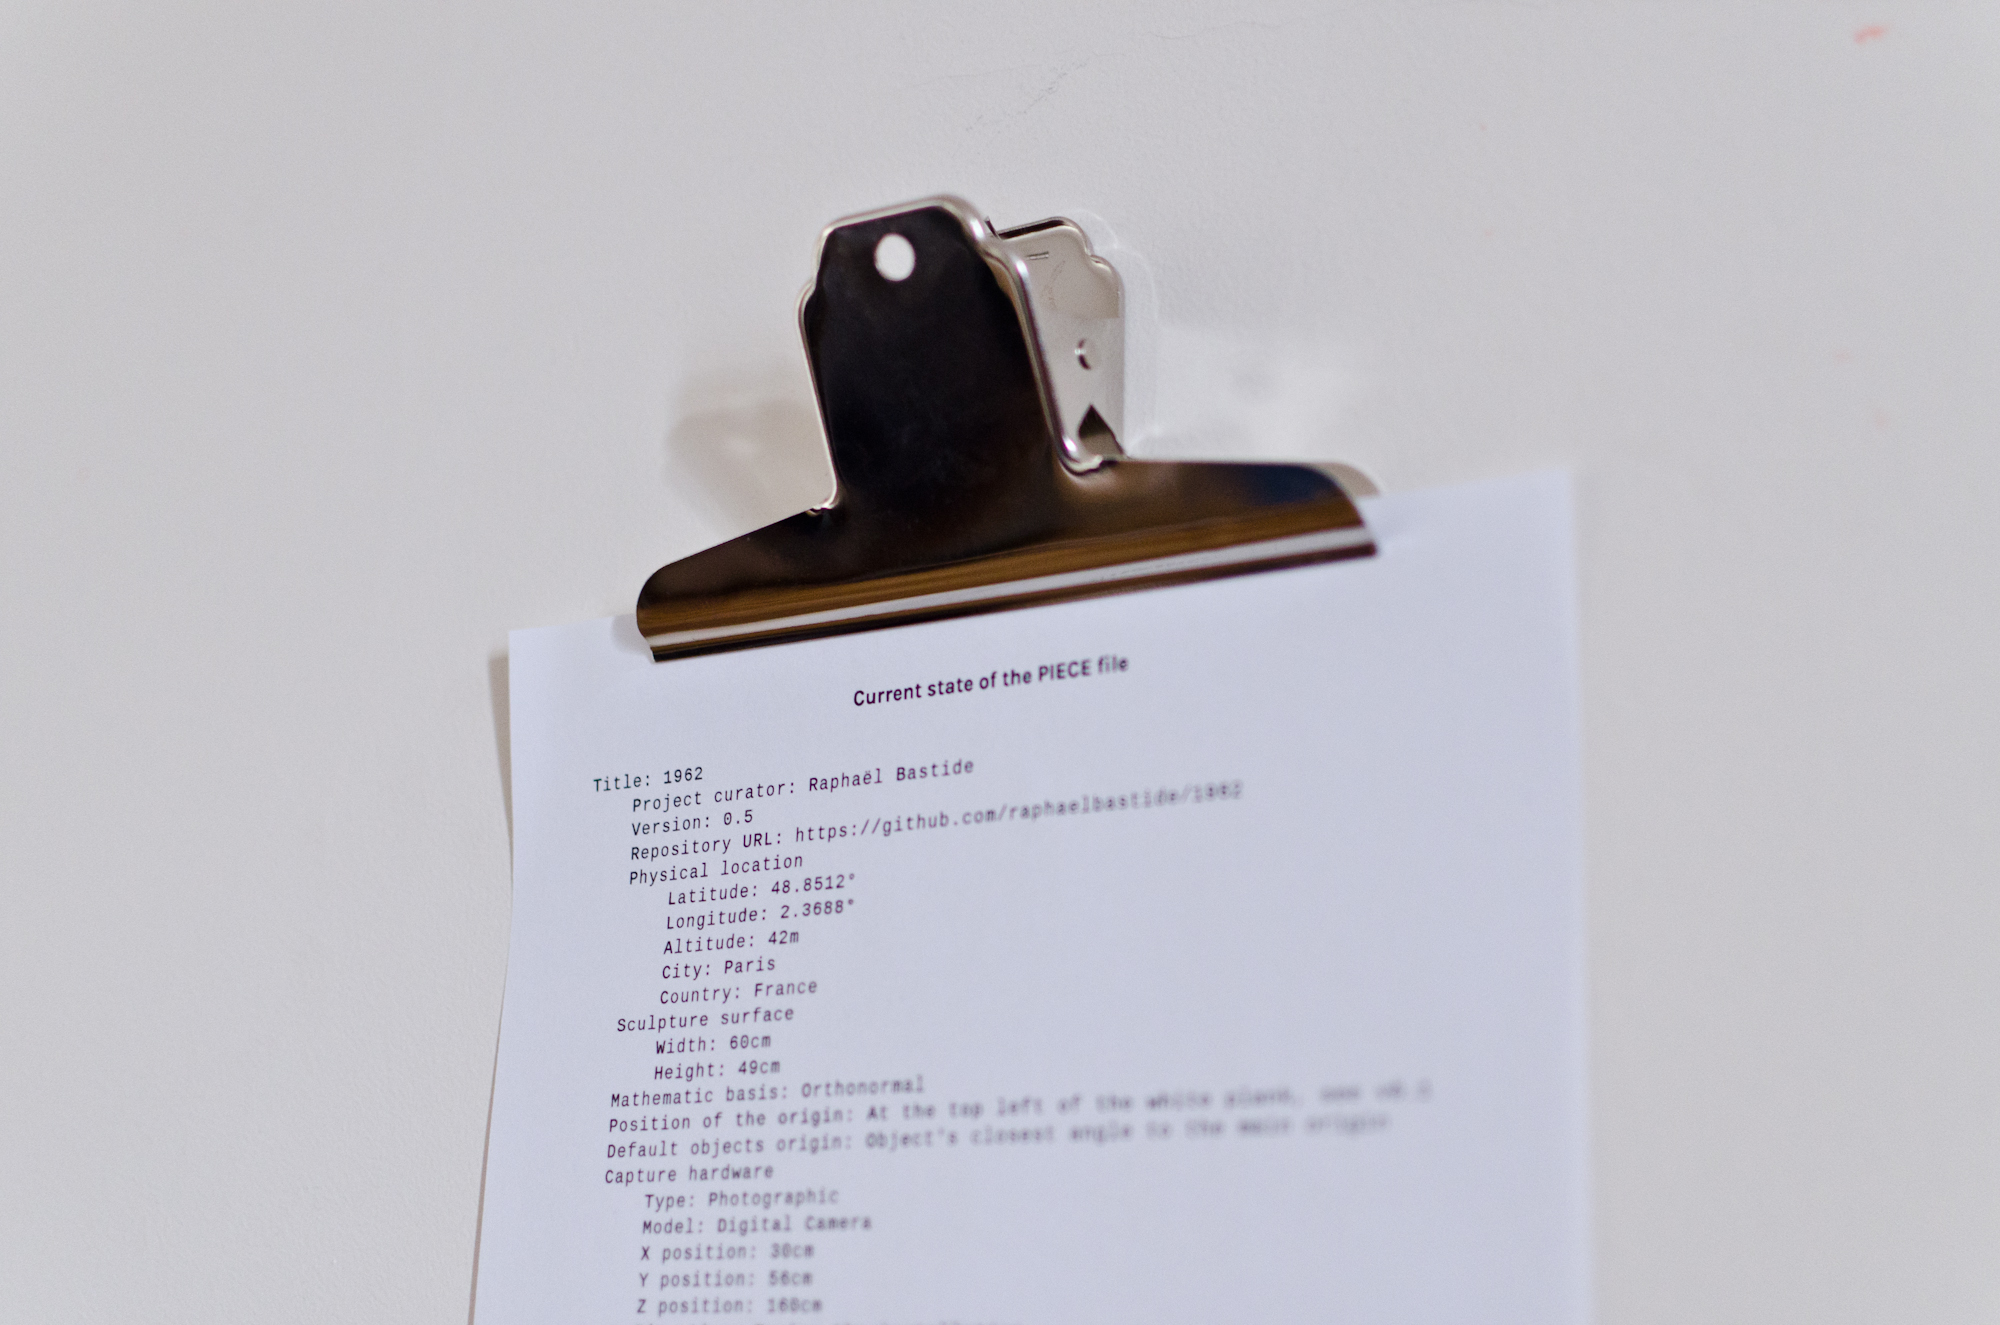 Current state of the PIECE file
Title: 1962
Project curator: Raphaël Bastide
Version: 0.5
Repository URL: https://github.com/raphaelbastide/1962
Physical location
Latitude: 48.8512°
Longitude: 2.3688°
Altitude: 42m
City: Paris
Country: France
Sculpture surface
Width: 60cm
Height: 49cm
Mathematic basis: Orthonormal
Position of the origin: At the top left of the white plank,
Default objects origin: Object's closest angle to the main origin
Capture hardware
Type: Photographic
Model: Digital Camera
X position: 30cm
Y position: 56cm
Z position: 160cm